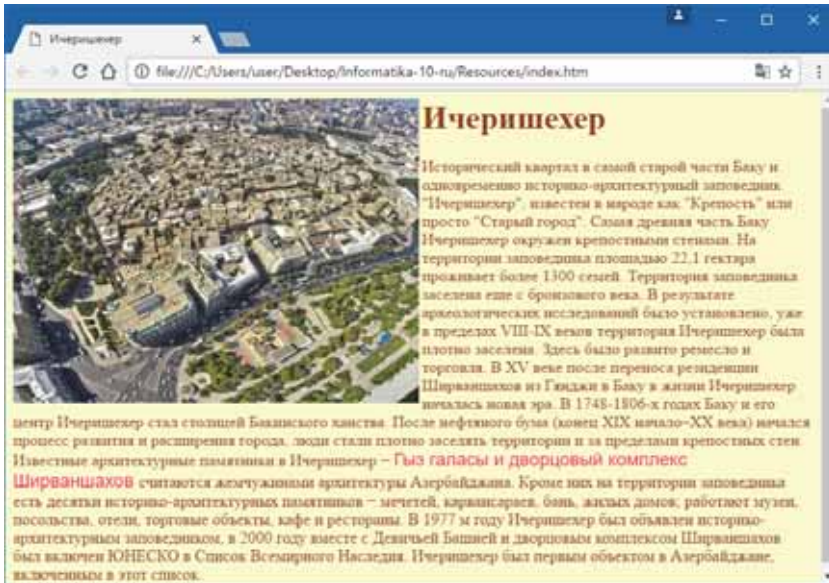 Ичеришехер
file:///C:/Users/user/Desktop/Informatika-10-ru/Resources/index.htm
Ичеришехер
Исторический квартал в самой старой части Баку и
одновременно историко-архитектурный заповедник
"Ичеришехер", известен в народе как "Крепость" или
просто "Старый город". Самая древняя часть Баку
Ичеришехер окружен крепостными стенами. На
территории заповедника площадью 22,1 гектара
проживает более 1300 семей. Территория заповедника
заселена еще с бронзового века. В результате
археологических исследований было установлено, уже
в пределах VIII-IX веков территория Ичеришехер была
плотно заселена. Здесь было развито ремесло и
торговля. В XV веке после переноса резиденции
Ширваншахов из Гянджи в Баку в жизни Ичеришехер
началась новая эра. В 1748-1806-х годах Баку и его
центр Ичеришехер стал столицей Бакинского ханства. После нефтяного бума (конец XIX начало–XX века) начался
процесс развития и расширения города, люди стали плотно заселять территории и за пределами крепостных стен.
Известные архитектурные памятники в Ичеришехер – Гыз галасы и дворцовый комплекс
Ширваншахов считаются жемчужинами архитектуры Азербайджана. Кроме них на территории заповедника
есть десятки историко-архитектурных памятников – мечетей, карвансараев, бань, жилых домов; работают музеи,
посольства, отели, торговые объекты, кафе и рестораны. В 1977 м году Ичеришехер был объявлен историко-
архитектурным заповедником, в 2000 году вместе с Девичьей Башней и дворцовым комплексом Ширваншахов
был включен ЮНЕСКО в Список Всемирного Наследия. Ичеришехер был первым объектом в Азербайджане,
включенным в этот список.